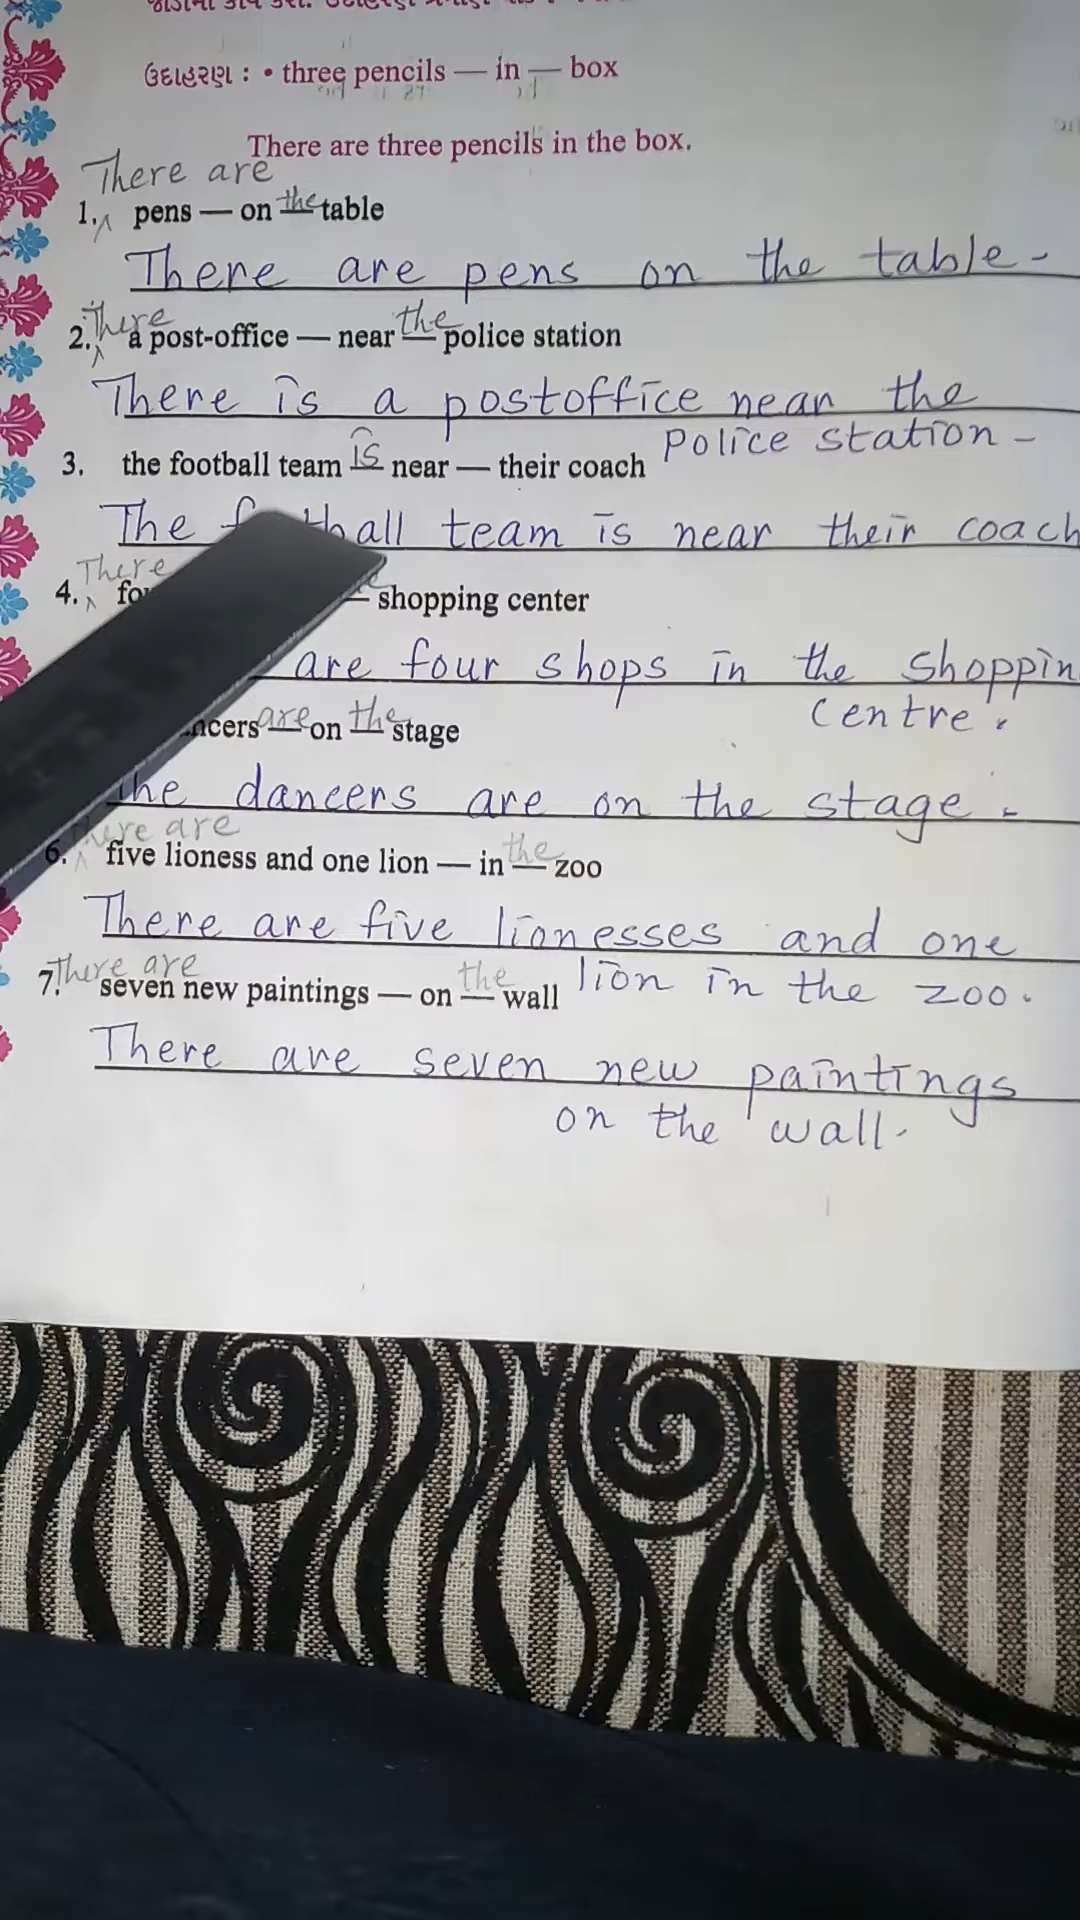 ઉદાહરણ : • three pencils — in — box
There are three pencils in the box.
There are
1. ^ pens — on — the table
There are pens on the table.
There
2. ^ a post-office — near — the police station
There is a postoffice near the
police station.
3. the football team — is near — their coach
The ball team is near their coach
There
4. ^ shopping center
are four shops in the shoppin
centre.
are on — the stage
the dancers are on the stage.
are
6. ^ five lioness and one lion — in — the zoo
There are five lionesses and one
lion in the zoo.
There are
7. seven new paintings — on — the wall
There are seven new paintings
on the wall.